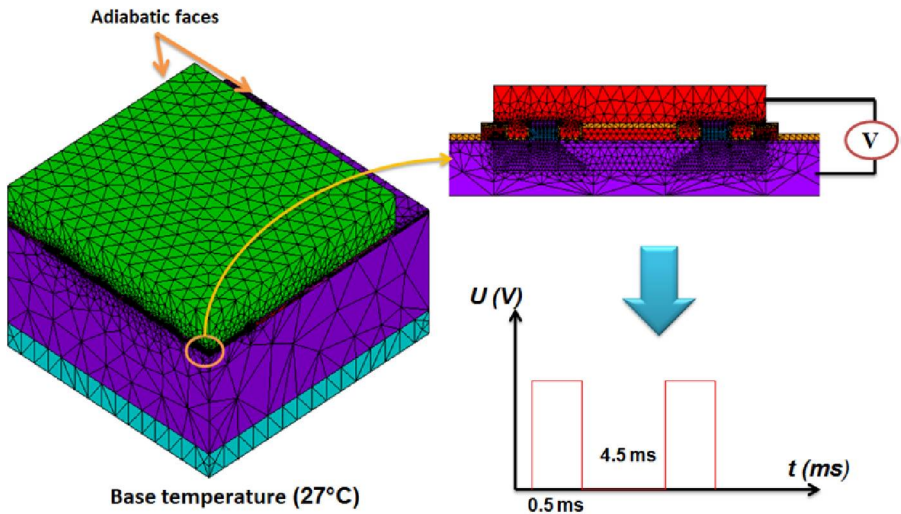 Adiabatic faces
V
U (V)
4.5 ms
t (ms)
0.5 ms
Base temperature (27°C)